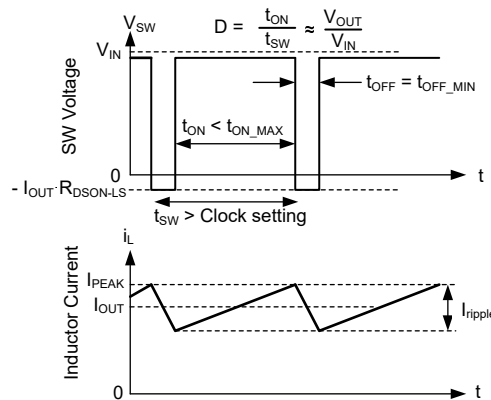 V_SW
D = t_ON / t_SW ≈ V_OUT / V_IN
V_IN
t_OFF = t_OFF_MIN
SW Voltage
t_ON < t_ON_MAX
0
t
- I_OUT·R_DSON-LS
t_SW > Clock setting
i_L
Inductor Current
I_PEAK
I_OUT
I_ripple
0
t